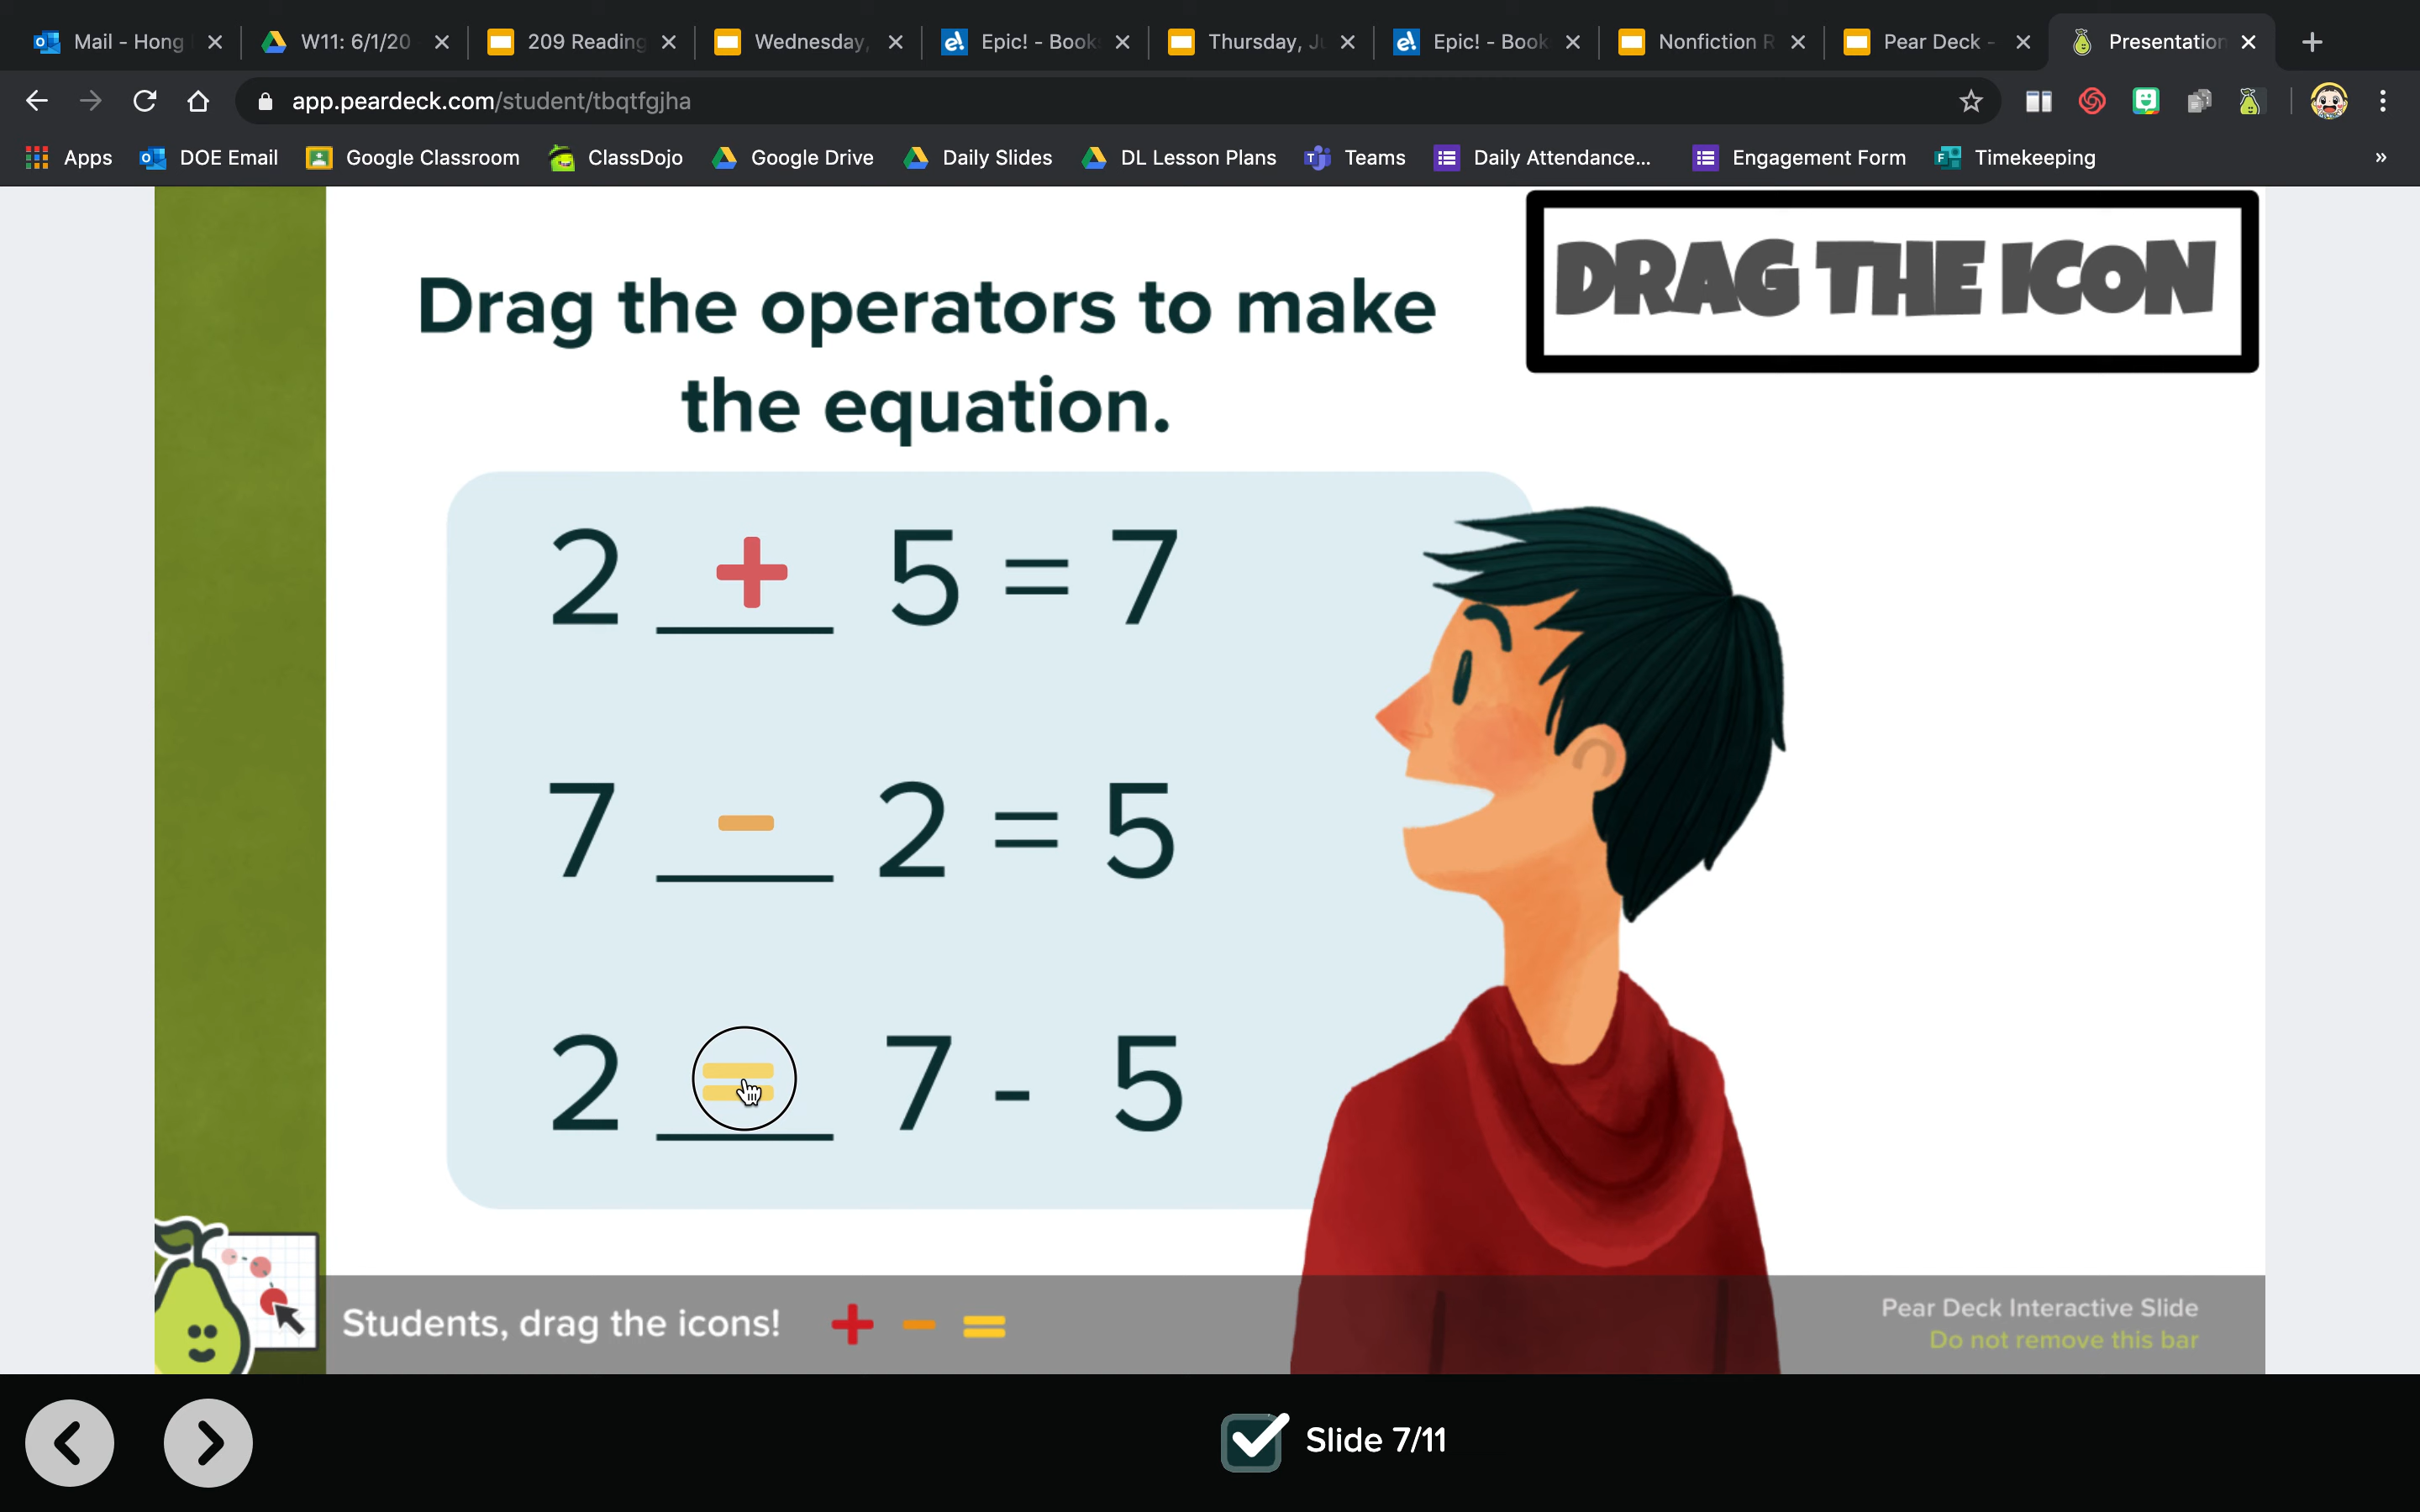 Mail - Hong
W11: 6/1/20
209 Reading
Wednesday,
Epic! - Book
Thursday, Ju
Epic! - Book
Nonfiction R
Pear Deck -
Presentation
app.peardeck.com/student/tbqtfgjha
Apps
DOE Email
Google Classroom
ClassDojo
Google Drive
Daily Slides
DL Lesson Plans
Teams
Daily Attendance...
Engagement Form
Timekeeping
»
DRAG THE ICON
Drag the operators to make
the equation.
2 + 5 = 7
7 - 2 = 5
2 = 7 - 5
Students, drag the icons! + - =
Pear Deck Interactive Slide
Do not remove this bar
Slide 7/11